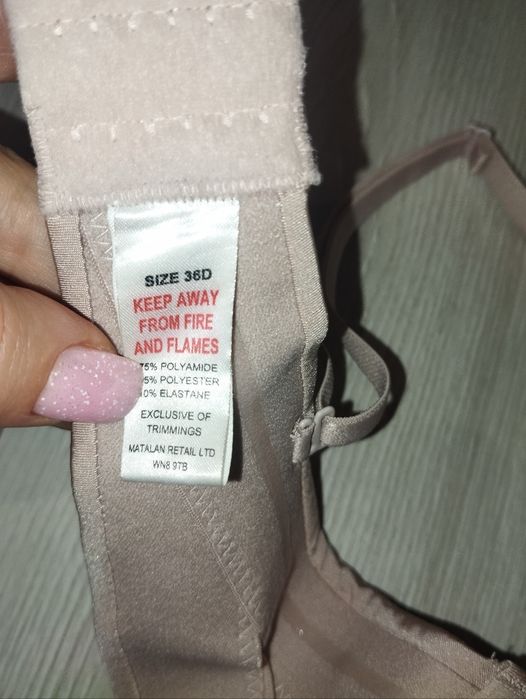 SIZE 36D
KEEP AWAY
FROM FIRE
AND FLAMES
75% POLYAMIDE
5% POLYESTER
0% ELASTANE
EXCLUSIVE OF
TRIMMINGS
MATALAN RETAIL LTD
WN8 9TB